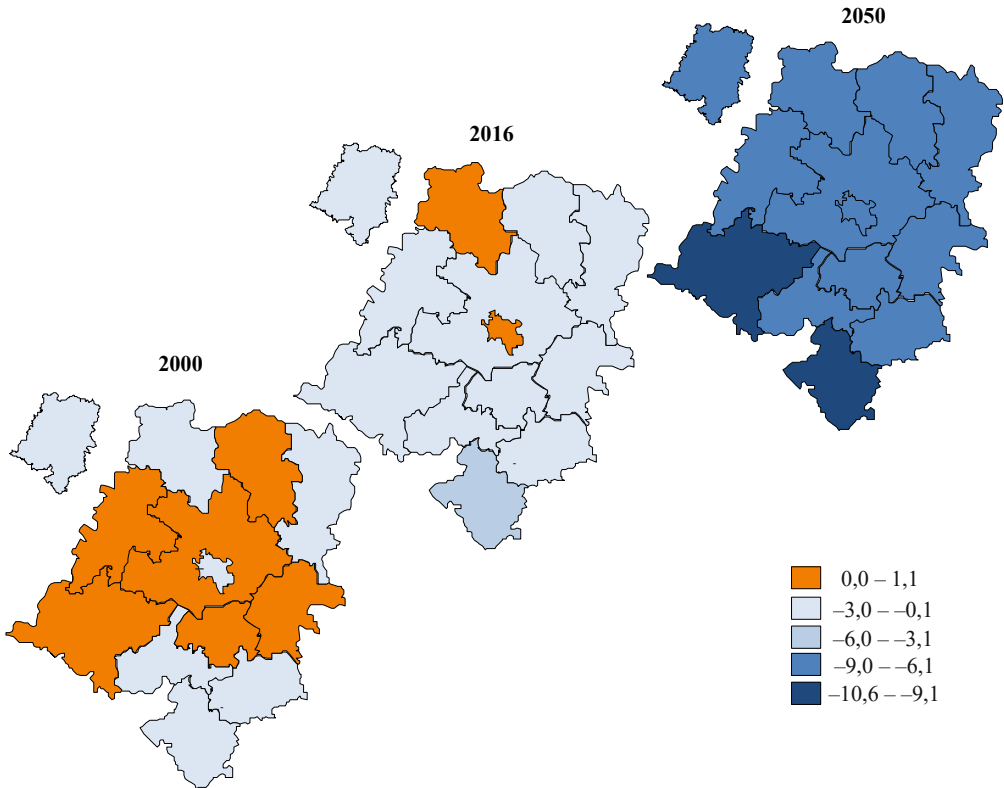 2050
2016
2000
0,0 – 1,1
–3,0 – –0,1
–6,0 – –3,1
–9,0 – –6,1
–10,6 – –9,1